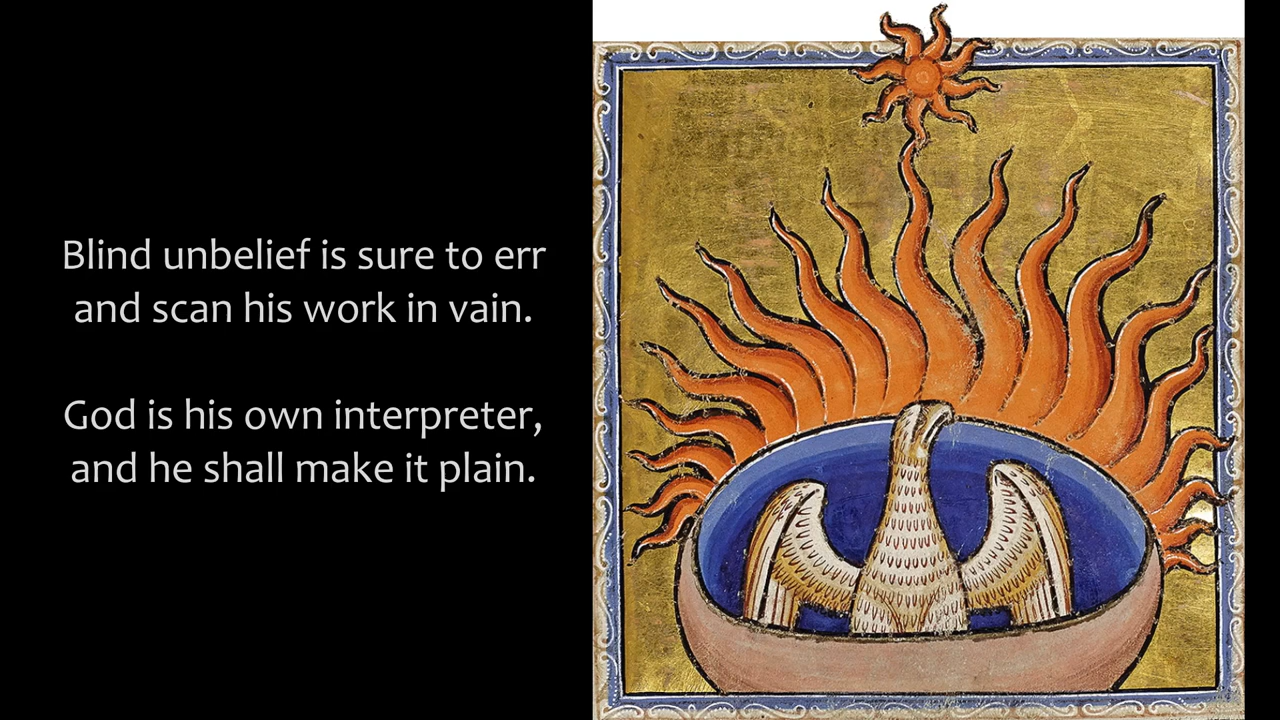 Blind unbelief is sure to err
and scan his work in vain.
God is his own interpreter,
and he shall make it plain.